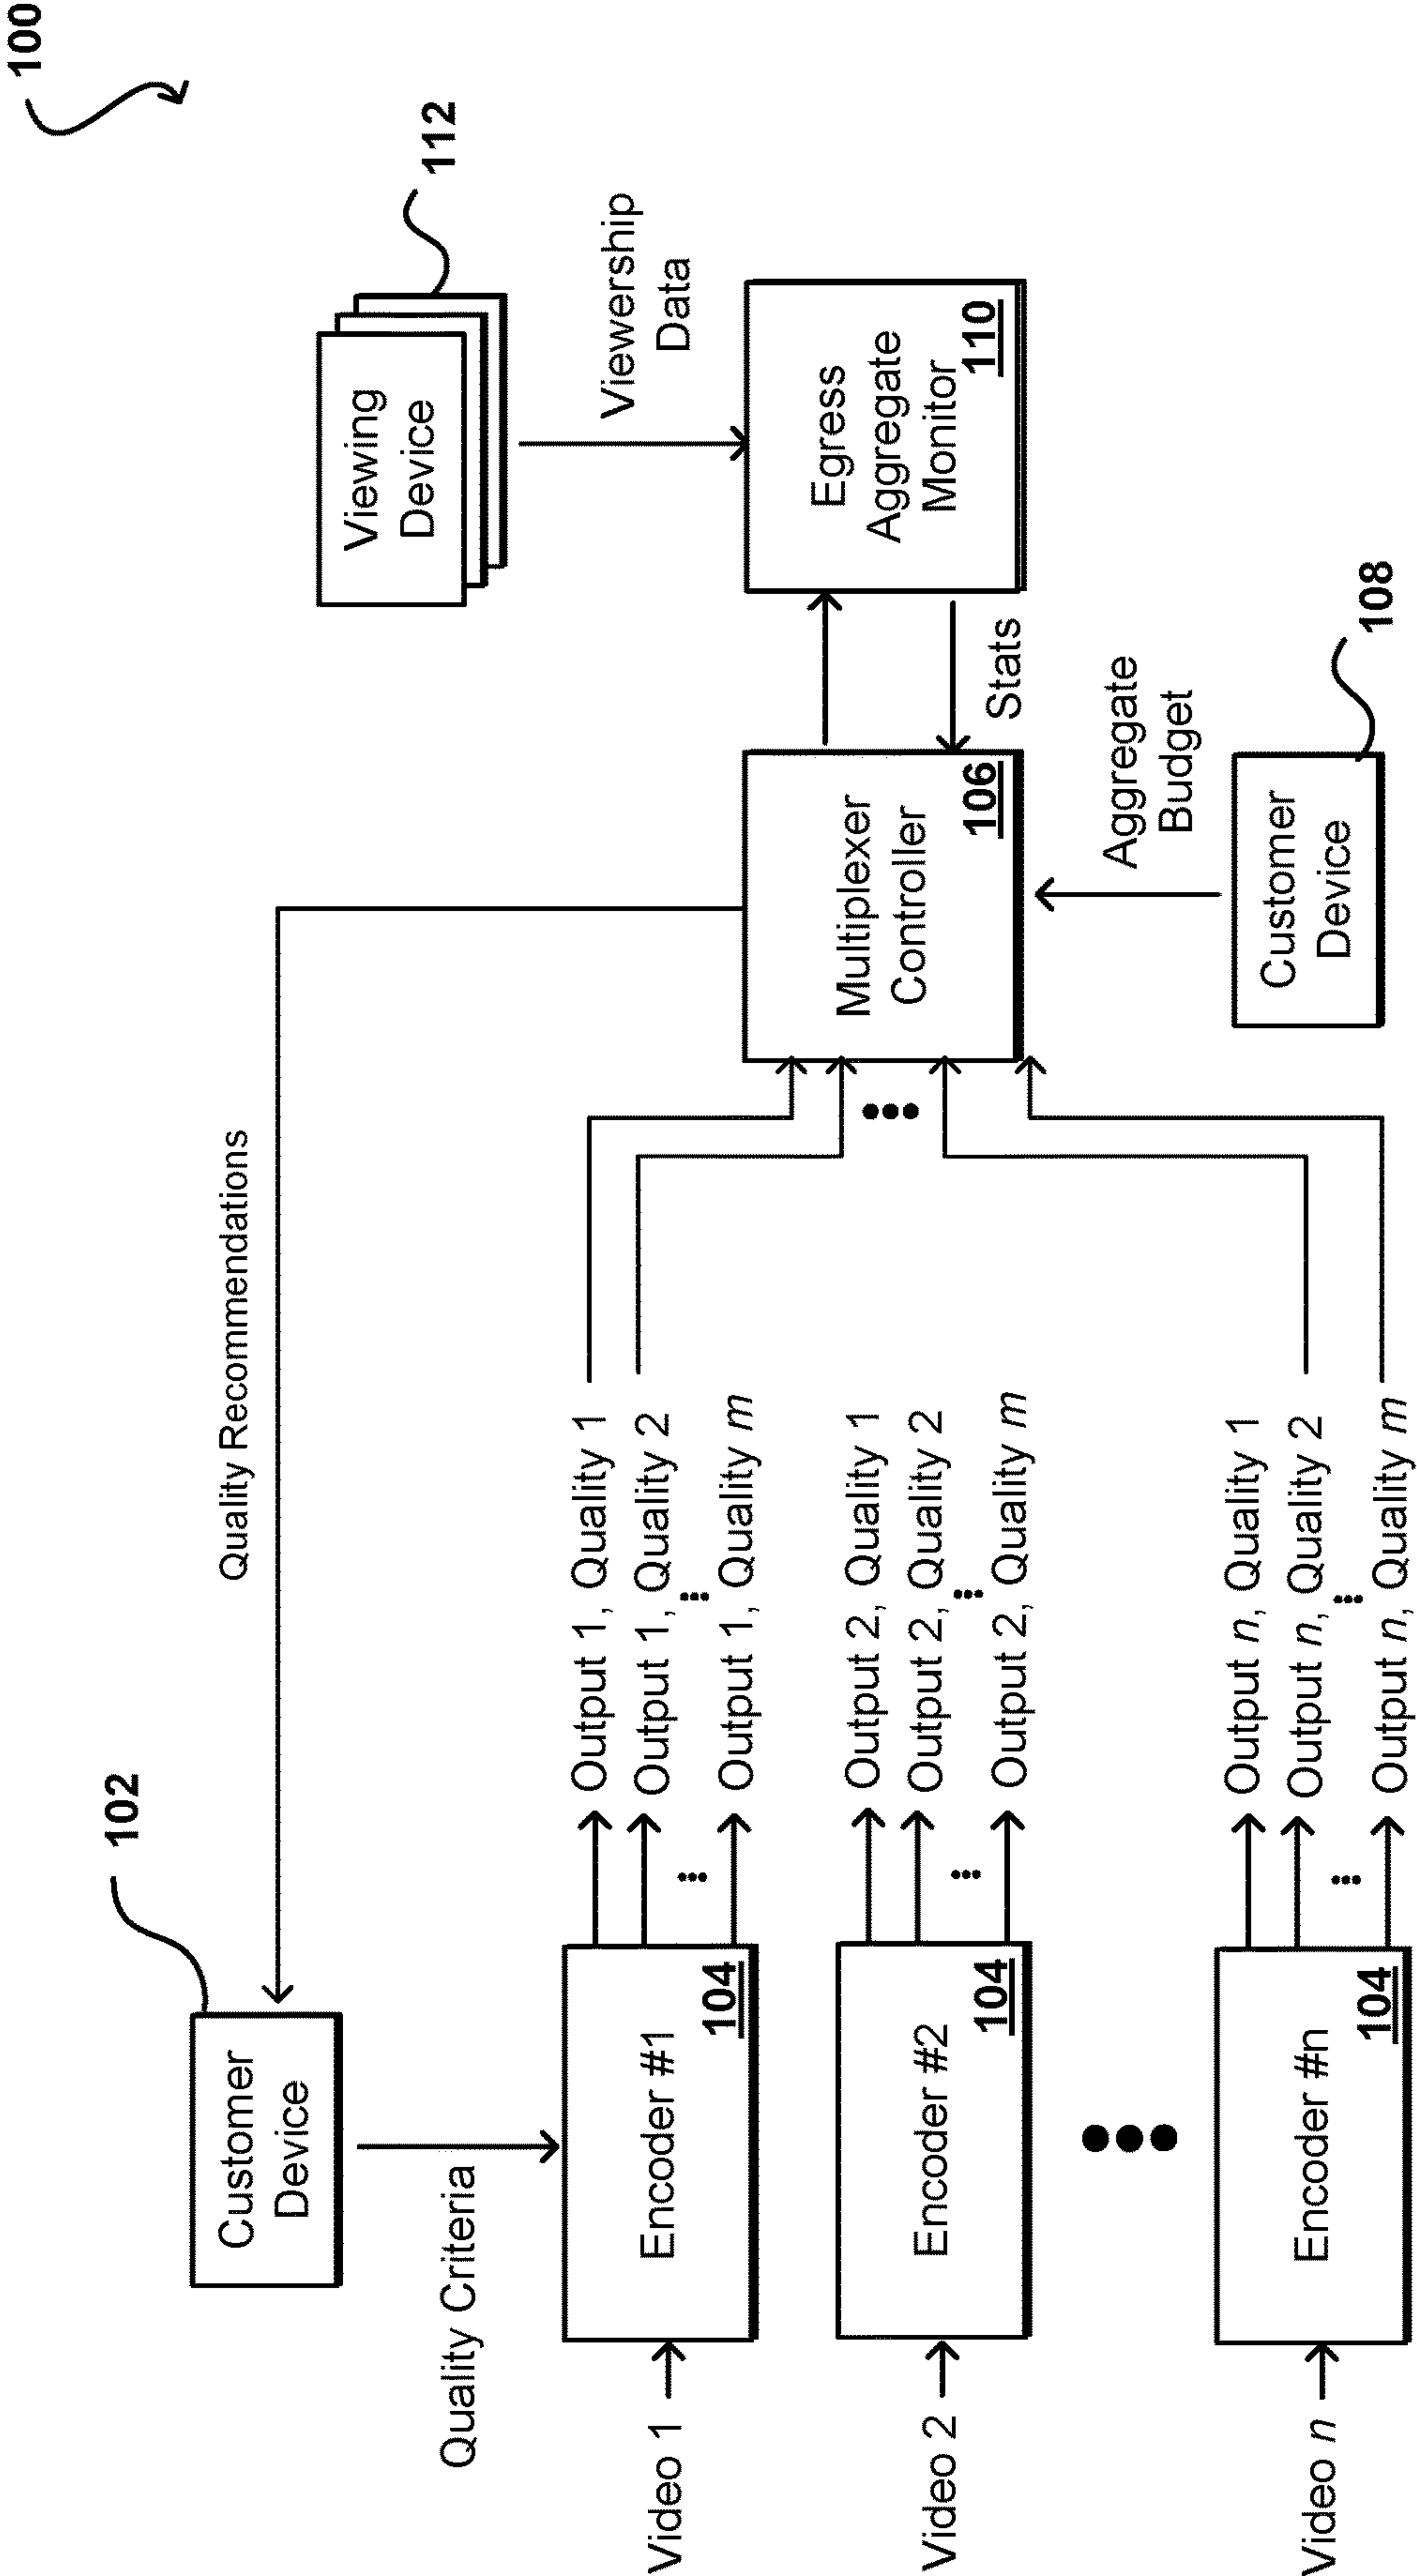 100
102
Customer
Device
Quality Recommendations
Viewing
Device
112
Quality Criteria
Viewership
Data
Video 1
Encoder #1
104
Output 1, Quality 1
Output 1, Quality 2
...
...
Output 1, Quality m
Multiplexer
Controller
106
Egress
Aggregate
Monitor
110
Stats
Video 2
Encoder #2
104
Output 2, Quality 1
Output 2, Quality 2
...
...
Output 2, Quality m
Aggregate
Budget
108
Customer
Device
Video n
Encoder #n
104
Output n, Quality 1
Output n, Quality 2
...
...
Output n, Quality m